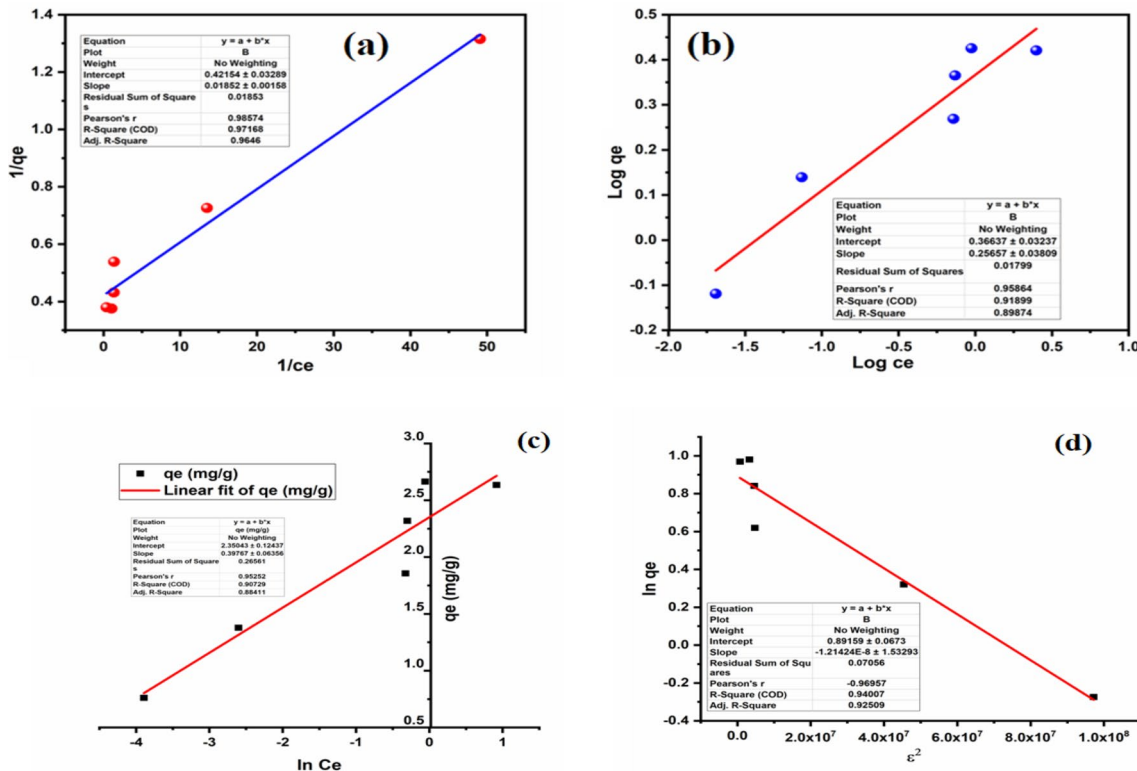 (a)
Equation y = a + b*x
Plot B
Weight No Weighting
Intercept 0.42154 ± 0.03289
Slope 0.01852 ± 0.00158
Residual Sum of Square
s 0.01853
Pearson's r 0.98574
R-Square (COD) 0.97168
Adj. R-Square 0.9646
1.4
1.2
1.0
0.8
0.6
0.4
1/qe
0 10 20 30 40 50
1/ce
(b)
0.5
0.4
0.3
0.2
0.1
0.0
-0.1
-0.2
Log qe
Equation y = a + b*x
Plot B
Weight No Weighting
Intercept 0.36637 ± 0.03237
Slope 0.25657 ± 0.03809
Residual Sum of Squares 0.01799
Pearson's r 0.95864
R-Square (COD) 0.91899
Adj. R-Square 0.89874
-2.0 -1.5 -1.0 -0.5 0.0 0.5 1.0
Log ce
(c)
qe (mg/g)
Linear fit of qe (mg/g)
Equation y = a + b*x
Plot qe (mg/g)
Weight No Weighting
Intercept 2.35043 ± 0.12437
Slope 0.39767 ± 0.06356
Residual Sum of Square
s 0.26561
Pearson's r 0.95252
R-Square (COD) 0.90729
Adj. R-Square 0.88411
3.0
2.5
2.0
1.5
1.0
0.5
qe (mg/g)
-4 -3 -2 -1 0 1
ln Ce
(d)
1.0
0.8
0.6
0.4
0.2
0.0
-0.2
-0.4
ln qe
Equation y = a + b*x
Plot B
Weight No Weighting
Intercept 0.89159 ± 0.0673
Slope -1.21424E-8 ± 1.53293
Residual Sum of Squ
ares 0.07056
Pearson's r -0.96957
R-Square (COD) 0.94007
Adj. R-Square 0.92509
0.0 2.0x10⁷ 4.0x10⁷ 6.0x10⁷ 8.0x10⁷ 1.0x10⁸
ε²